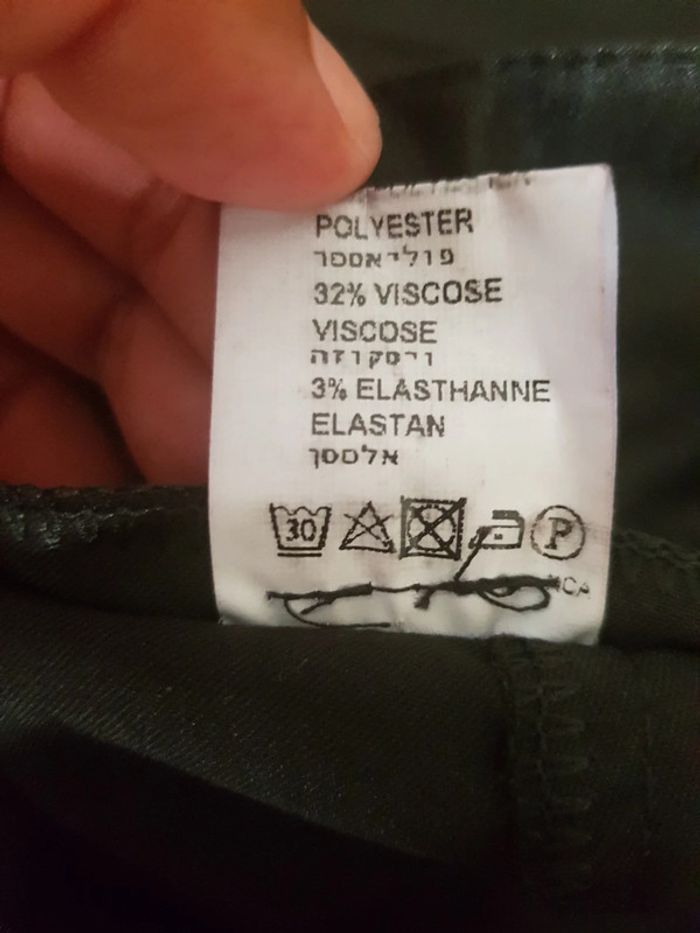 POLYESTER
פוליאסטר
32% VISCOSE
VISCOSE
ויסקוזה
3% ELASTHANNE
ELASTAN
אלסטן
30 P